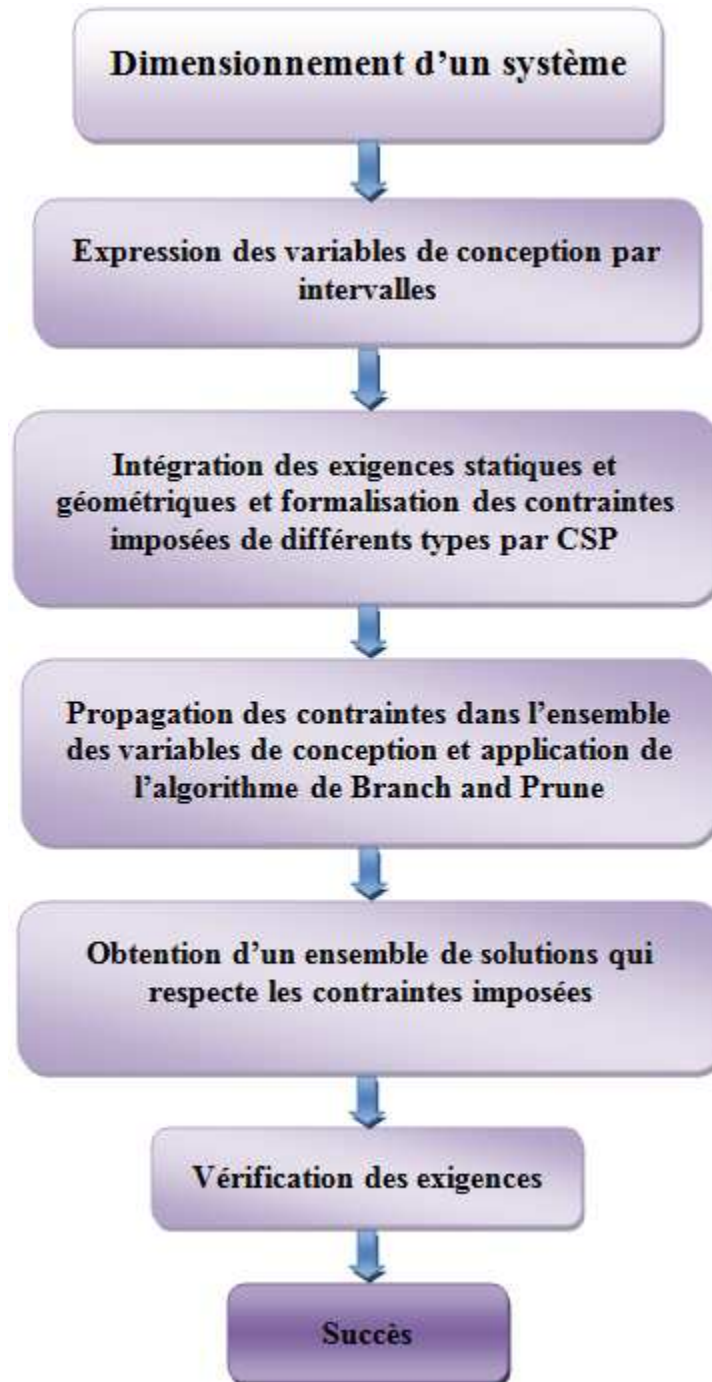 Dimensionnement d'un système
Expression des variables de conception par
intervalles
Intégration des exigences statiques et
géométriques et formalisation des contraintes
imposées de différents types par CSP
Propagation des contraintes dans l'ensemble
des variables de conception et application de
l'algorithme de Branch and Prune
Obtention d'un ensemble de solutions qui
respecte les contraintes imposées
Vérification des exigences
Succès